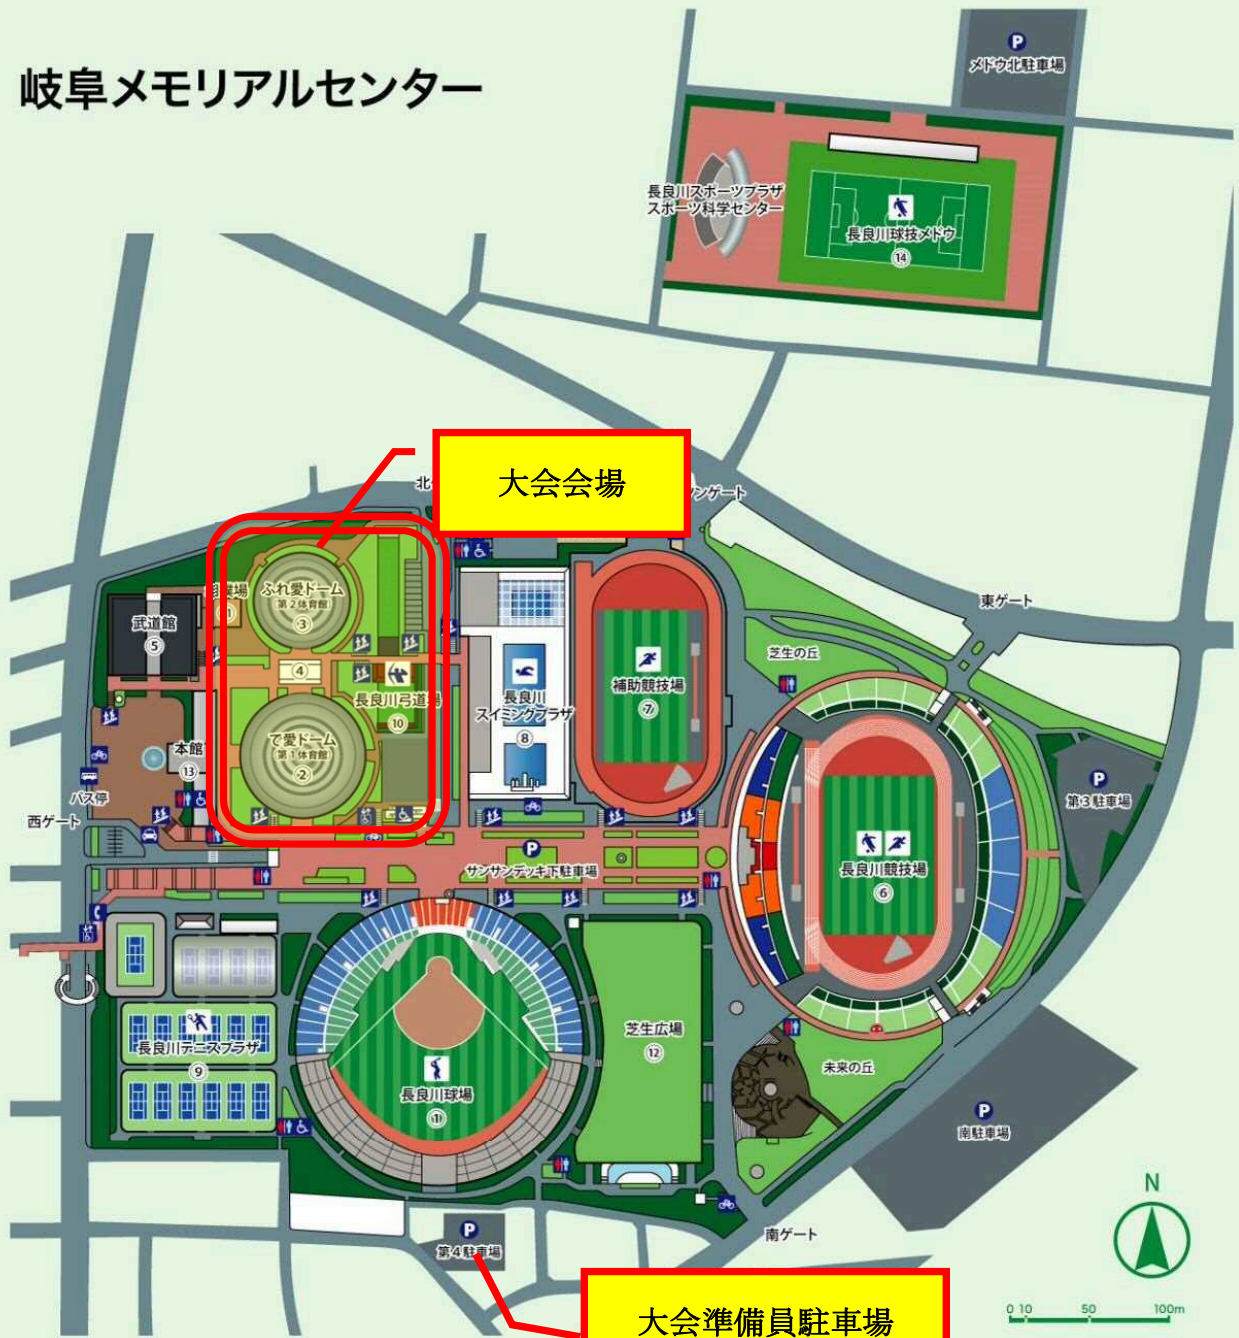 岐阜メモリアルセンター
P
メドウ北駐車場
長良川スポーツプラザ
スポーツ科学センター
長良川球技メドウ
⑭
大会会場
北
ンゲート
東ゲート
ふれ愛ドーム
第2体育館
③
武道館
⑤
④
長良川弓道場
⑩
で愛ドーム
第1体育館
②
本館
⑬
バス停
西ゲート
長良川
スイミングプラザ
⑧
補助競技場
⑦
芝生の丘
P
第3駐車場
長良川競技場
⑥
P
サンサンデッキ下駐車場
長良川テニスプラザ
⑨
長良川球場
①
芝生広場
⑫
未来の丘
P
南駐車場
南ゲート
P
第4駐車場
大会準備員駐車場
N
0 10 50 100m